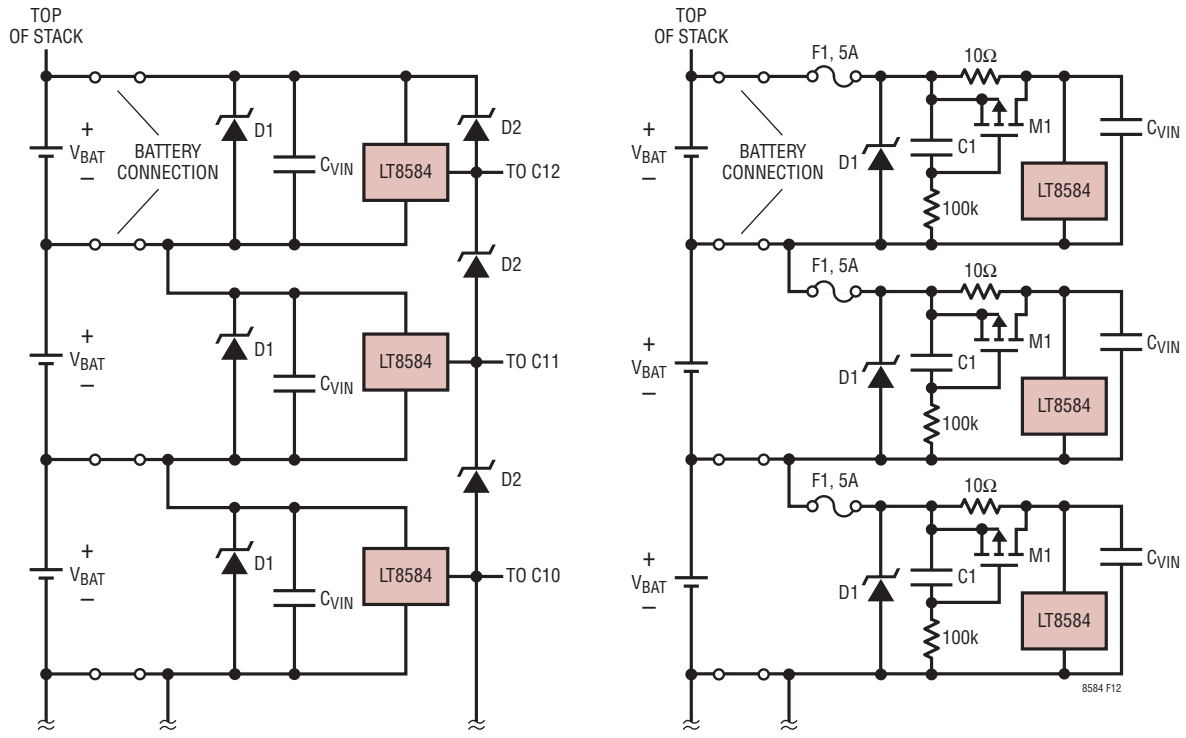 TOP
OF STACK
D2
D1
+
VBAT
–
BATTERY
CONNECTION
CVIN
LT8584
TO C12
D2
+
VBAT
–
D1
CVIN
LT8584
TO C11
D2
+
VBAT
–
D1
CVIN
LT8584
TO C10
TOP
OF STACK
F1, 5A
10Ω
M1
CVIN
+
VBAT
–
BATTERY
CONNECTION
D1
C1
LT8584
100k
F1, 5A
10Ω
M1
CVIN
+
VBAT
–
D1
C1
LT8584
100k
F1, 5A
10Ω
M1
CVIN
+
VBAT
–
D1
C1
LT8584
100k
8584 F12